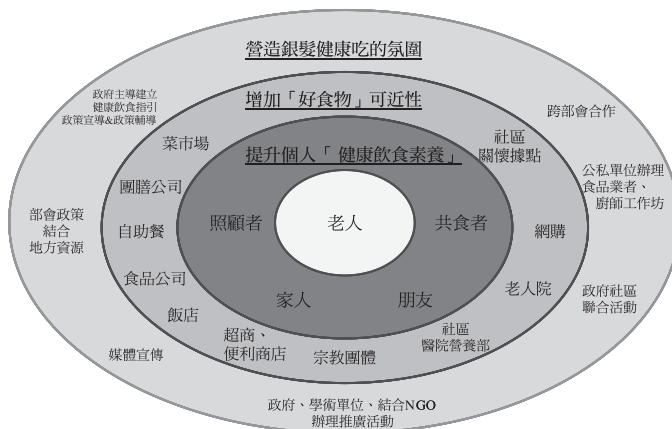 營造銀髮健康吃的氛圍
政府主導建立
健康飲食指引
政策宣導&政策輔導
跨部會合作
增加「好食物」可近性
菜市場
社區
關懷據點
提升個人「健康飲食素養」
團膳公司
公私單位辦理
食品業者、
廚師工作坊
部會政策
結合
地方資源
自助餐
照顧者
老人
共食者
網購
食品公司
家人
朋友
老人院
政府社區
聯合活動
飯店
超商、
便利商店
宗教團體
社區
醫院營養部
媒體宣傳
政府、學術單位、結合NGO
辦理推廣活動